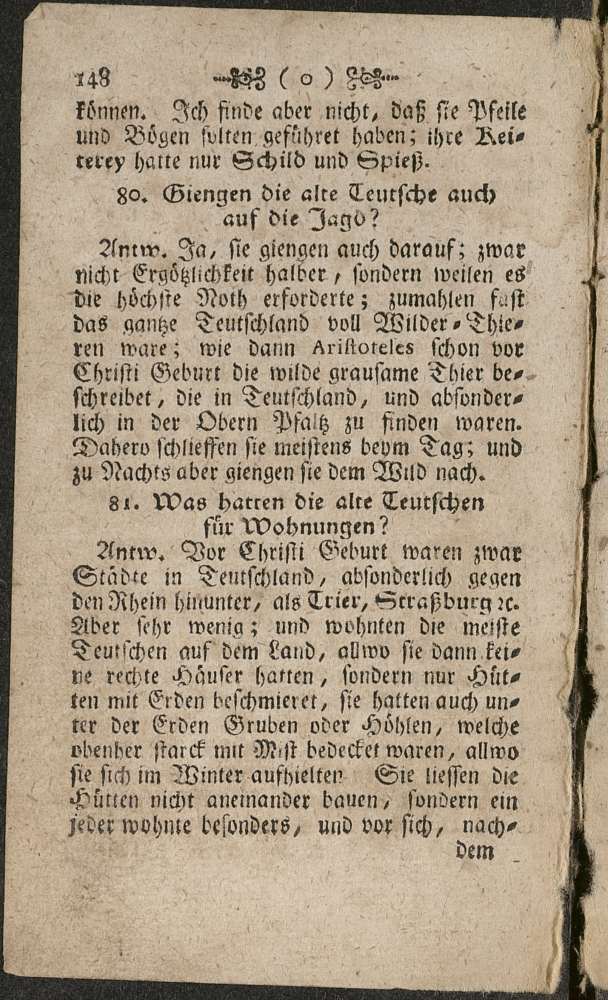 148 ( o )
können. Ich finde aber nicht, daß sie Pfeile
und Bögen solten geführet haben; ihre Rei-
terey hatte nur Schild und Spieß.
80. Giengen die alte Teutsche auch
auf die Jagd?
Antw. Ja, sie giengen auch darauf; zwar
nicht Ergötzlichkeit halber, sondern weilen es
die höchste Noth erforderte; zumahlen fast
das gantze Teutschland voll Wilder-Thie-
ren ware; wie dann Aristoteles schon vor
Christi Geburt die wilde grausame Thier be-
schreibet, die in Teutschland, und absonder-
lich in der Obern Pfaltz zu finden waren.
Dahero schlieffen sie meistens beym Tag; und
zu Nachts aber giengen sie dem Wild nach.
81. Was hatten die alte Teutschen
für Wohnungen?
Antw. Vor Christi Geburt waren zwar
Städte in Teutschland, absonderlich gegen
den Rhein hinunter, als Trier, Straßburg ꝛc.
Aber sehr wenig; und wohnten die meiste
Teutschen auf dem Land, allwo sie dann kei-
ne rechte Häuser hatten, sondern nur Hüt-
ten mit Erden beschmieret, sie hatten auch un-
ter der Erden Gruben oder Höhlen, welche
obenher starck mit Mist bedecket waren, allwo
sie sich im Winter aufhielten Sie liessen die
Hütten nicht aneinander bauen, sondern ein
jeder wohnte besonders, und vor sich, nach-
dem